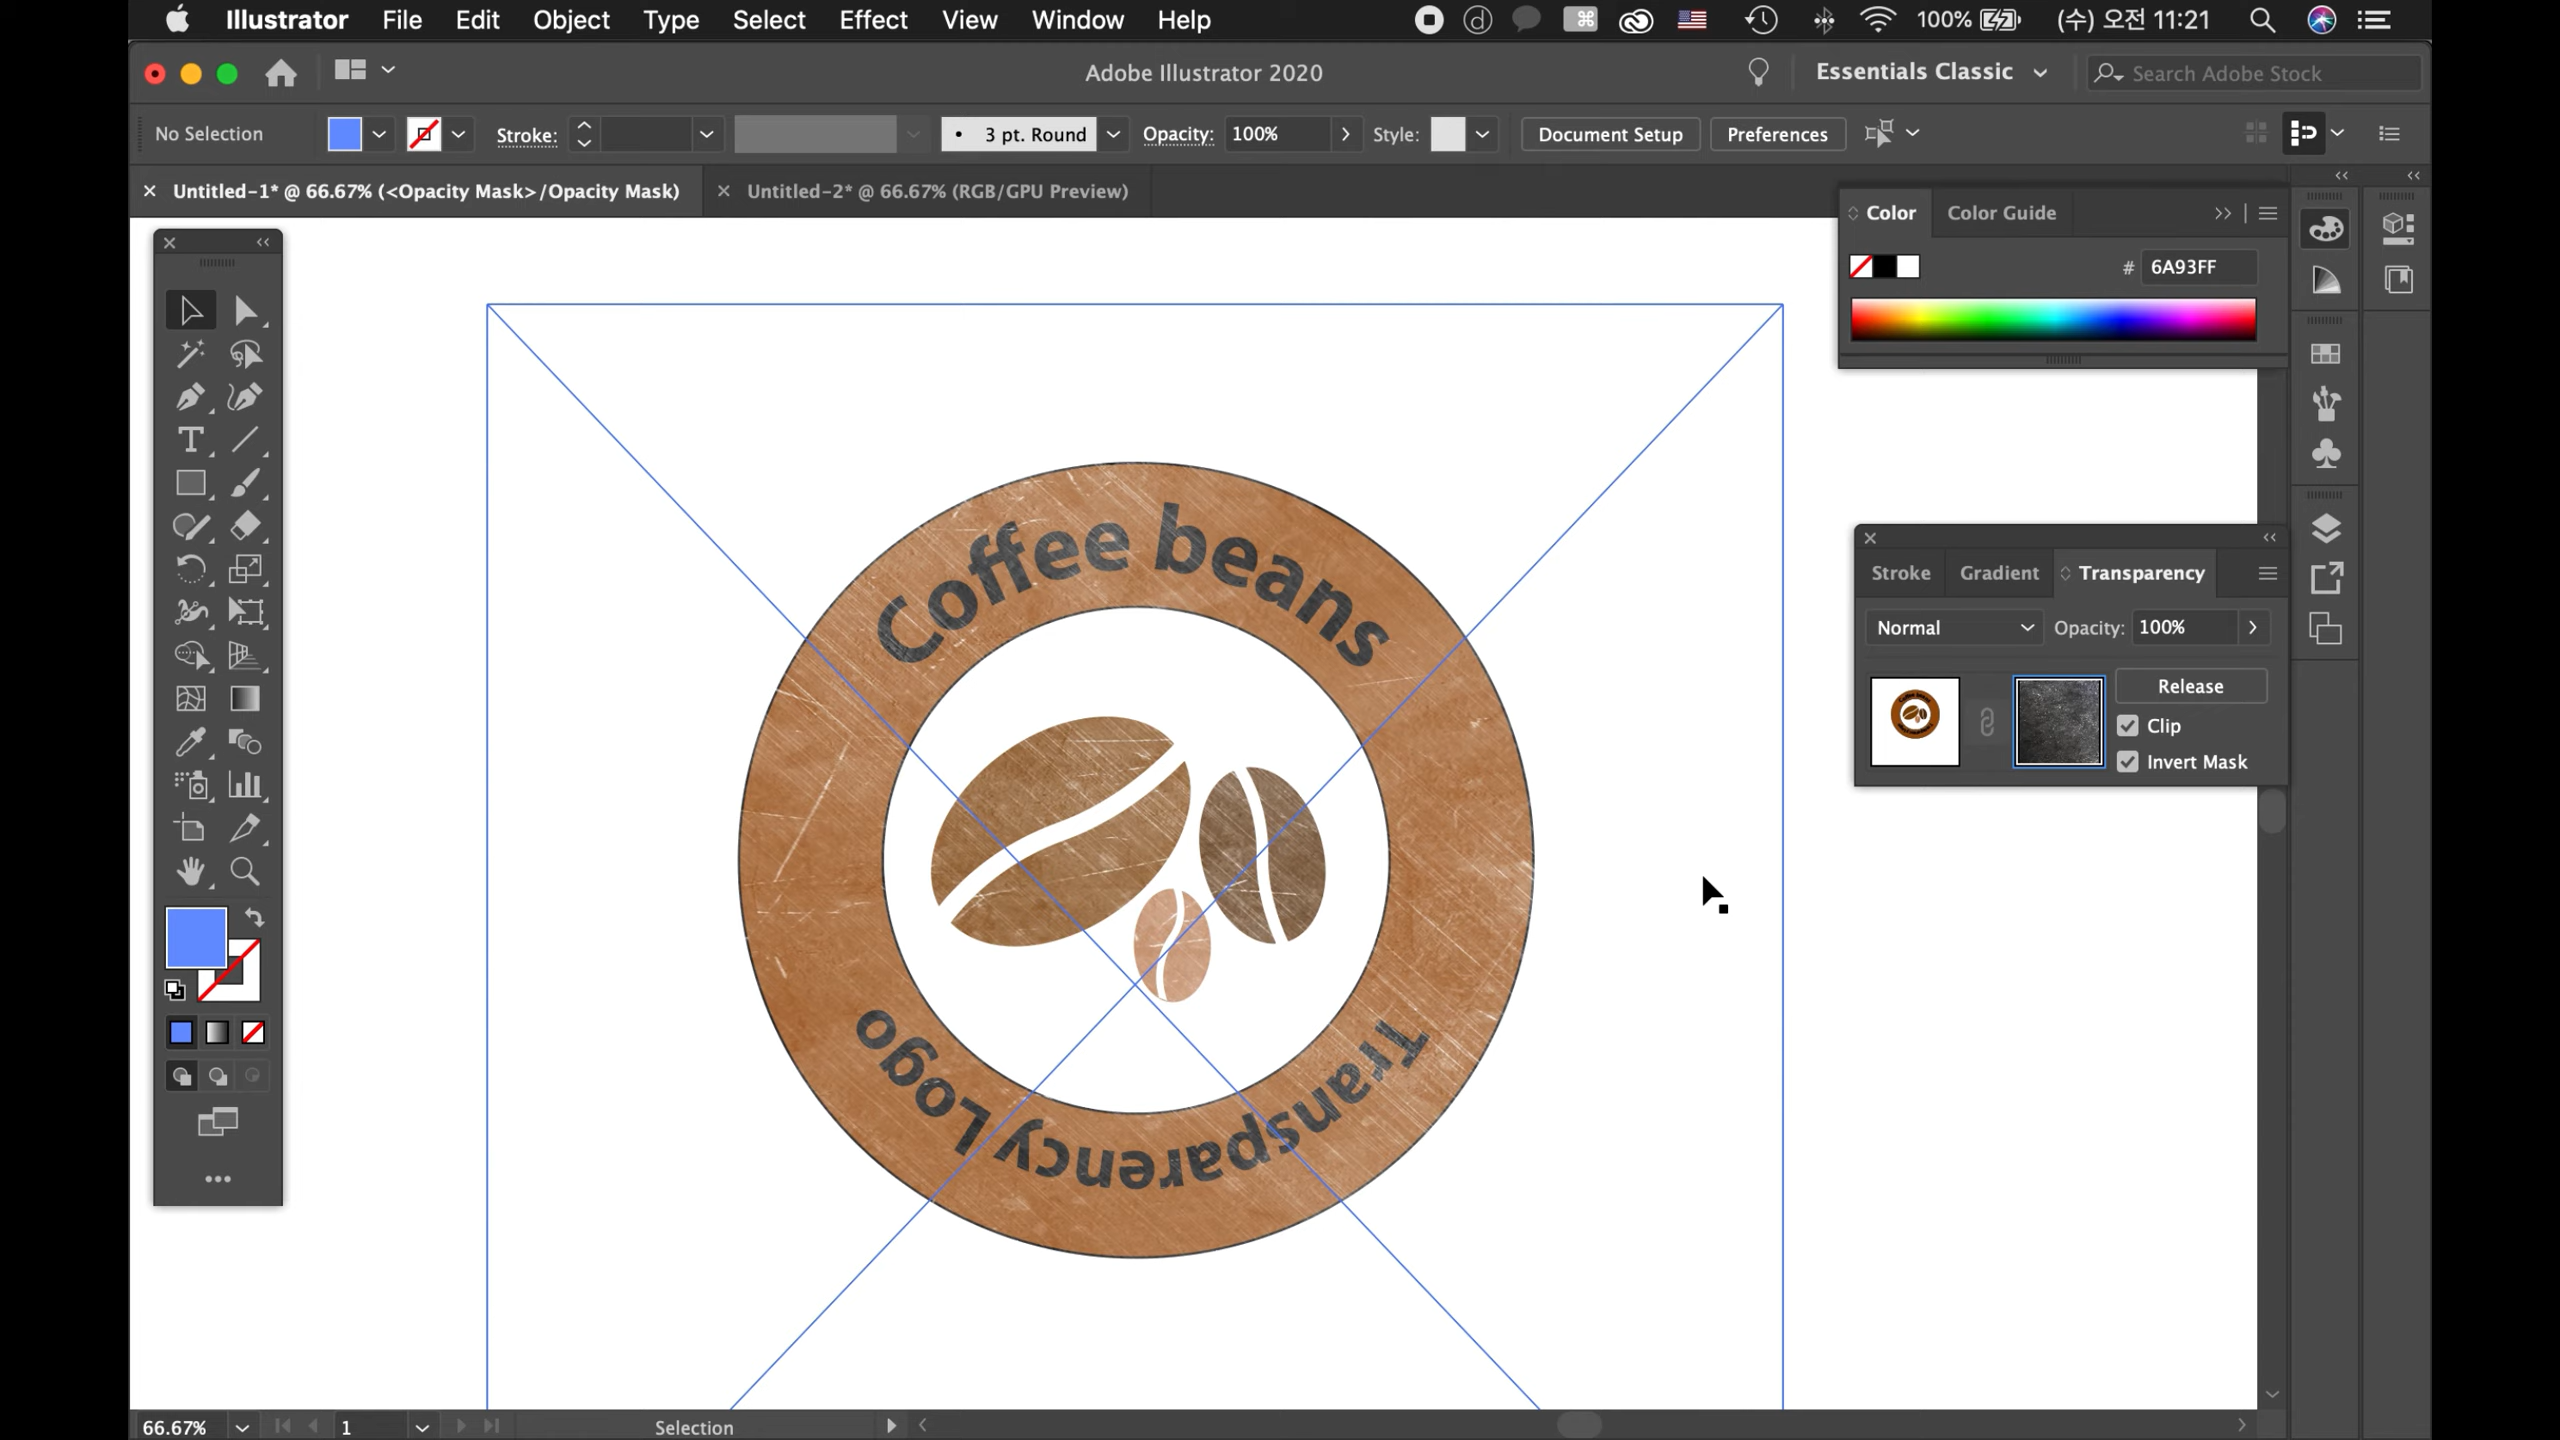 Illustrator File Edit Object Type Select Effect View Window Help
100% (수) 오전 11:21
Adobe Illustrator 2020
Essentials Classic
Search Adobe Stock
No Selection
Stroke:
3 pt. Round
Opacity: 100%
Style:
Document Setup
Preferences
Untitled-1* @ 66.67% (<Opacity Mask>/Opacity Mask)
Untitled-2* @ 66.67% (RGB/GPU Preview)
Color
Color Guide
# 6A93FF
Stroke Gradient Transparency
Normal
Opacity: 100%
Release
Clip
Invert Mask
Coffee beans
Transparency Logo
66.67%
1
Selection